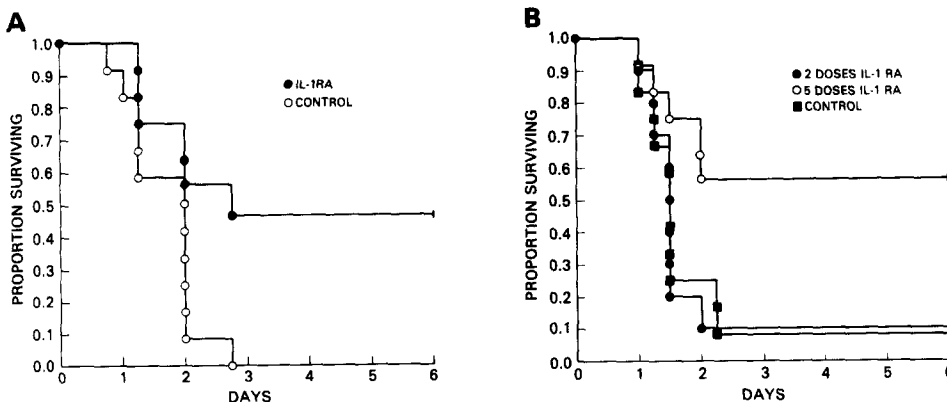 A
PROPORTION SURVIVING
1.0
0.9
0.8
0.7
0.6
0.5
0.4
0.3
0.2
0.1
0.0
0 1 2 3 4 5 6
DAYS
IL-1RA
CONTROL
B
PROPORTION SURVIVING
1.0
0.9
0.8
0.7
0.6
0.5
0.4
0.3
0.2
0.1
0.0
0 1 2 3 4 5 6
DAYS
2 DOSES IL-1 RA
5 DOSES IL-1 RA
CONTROL